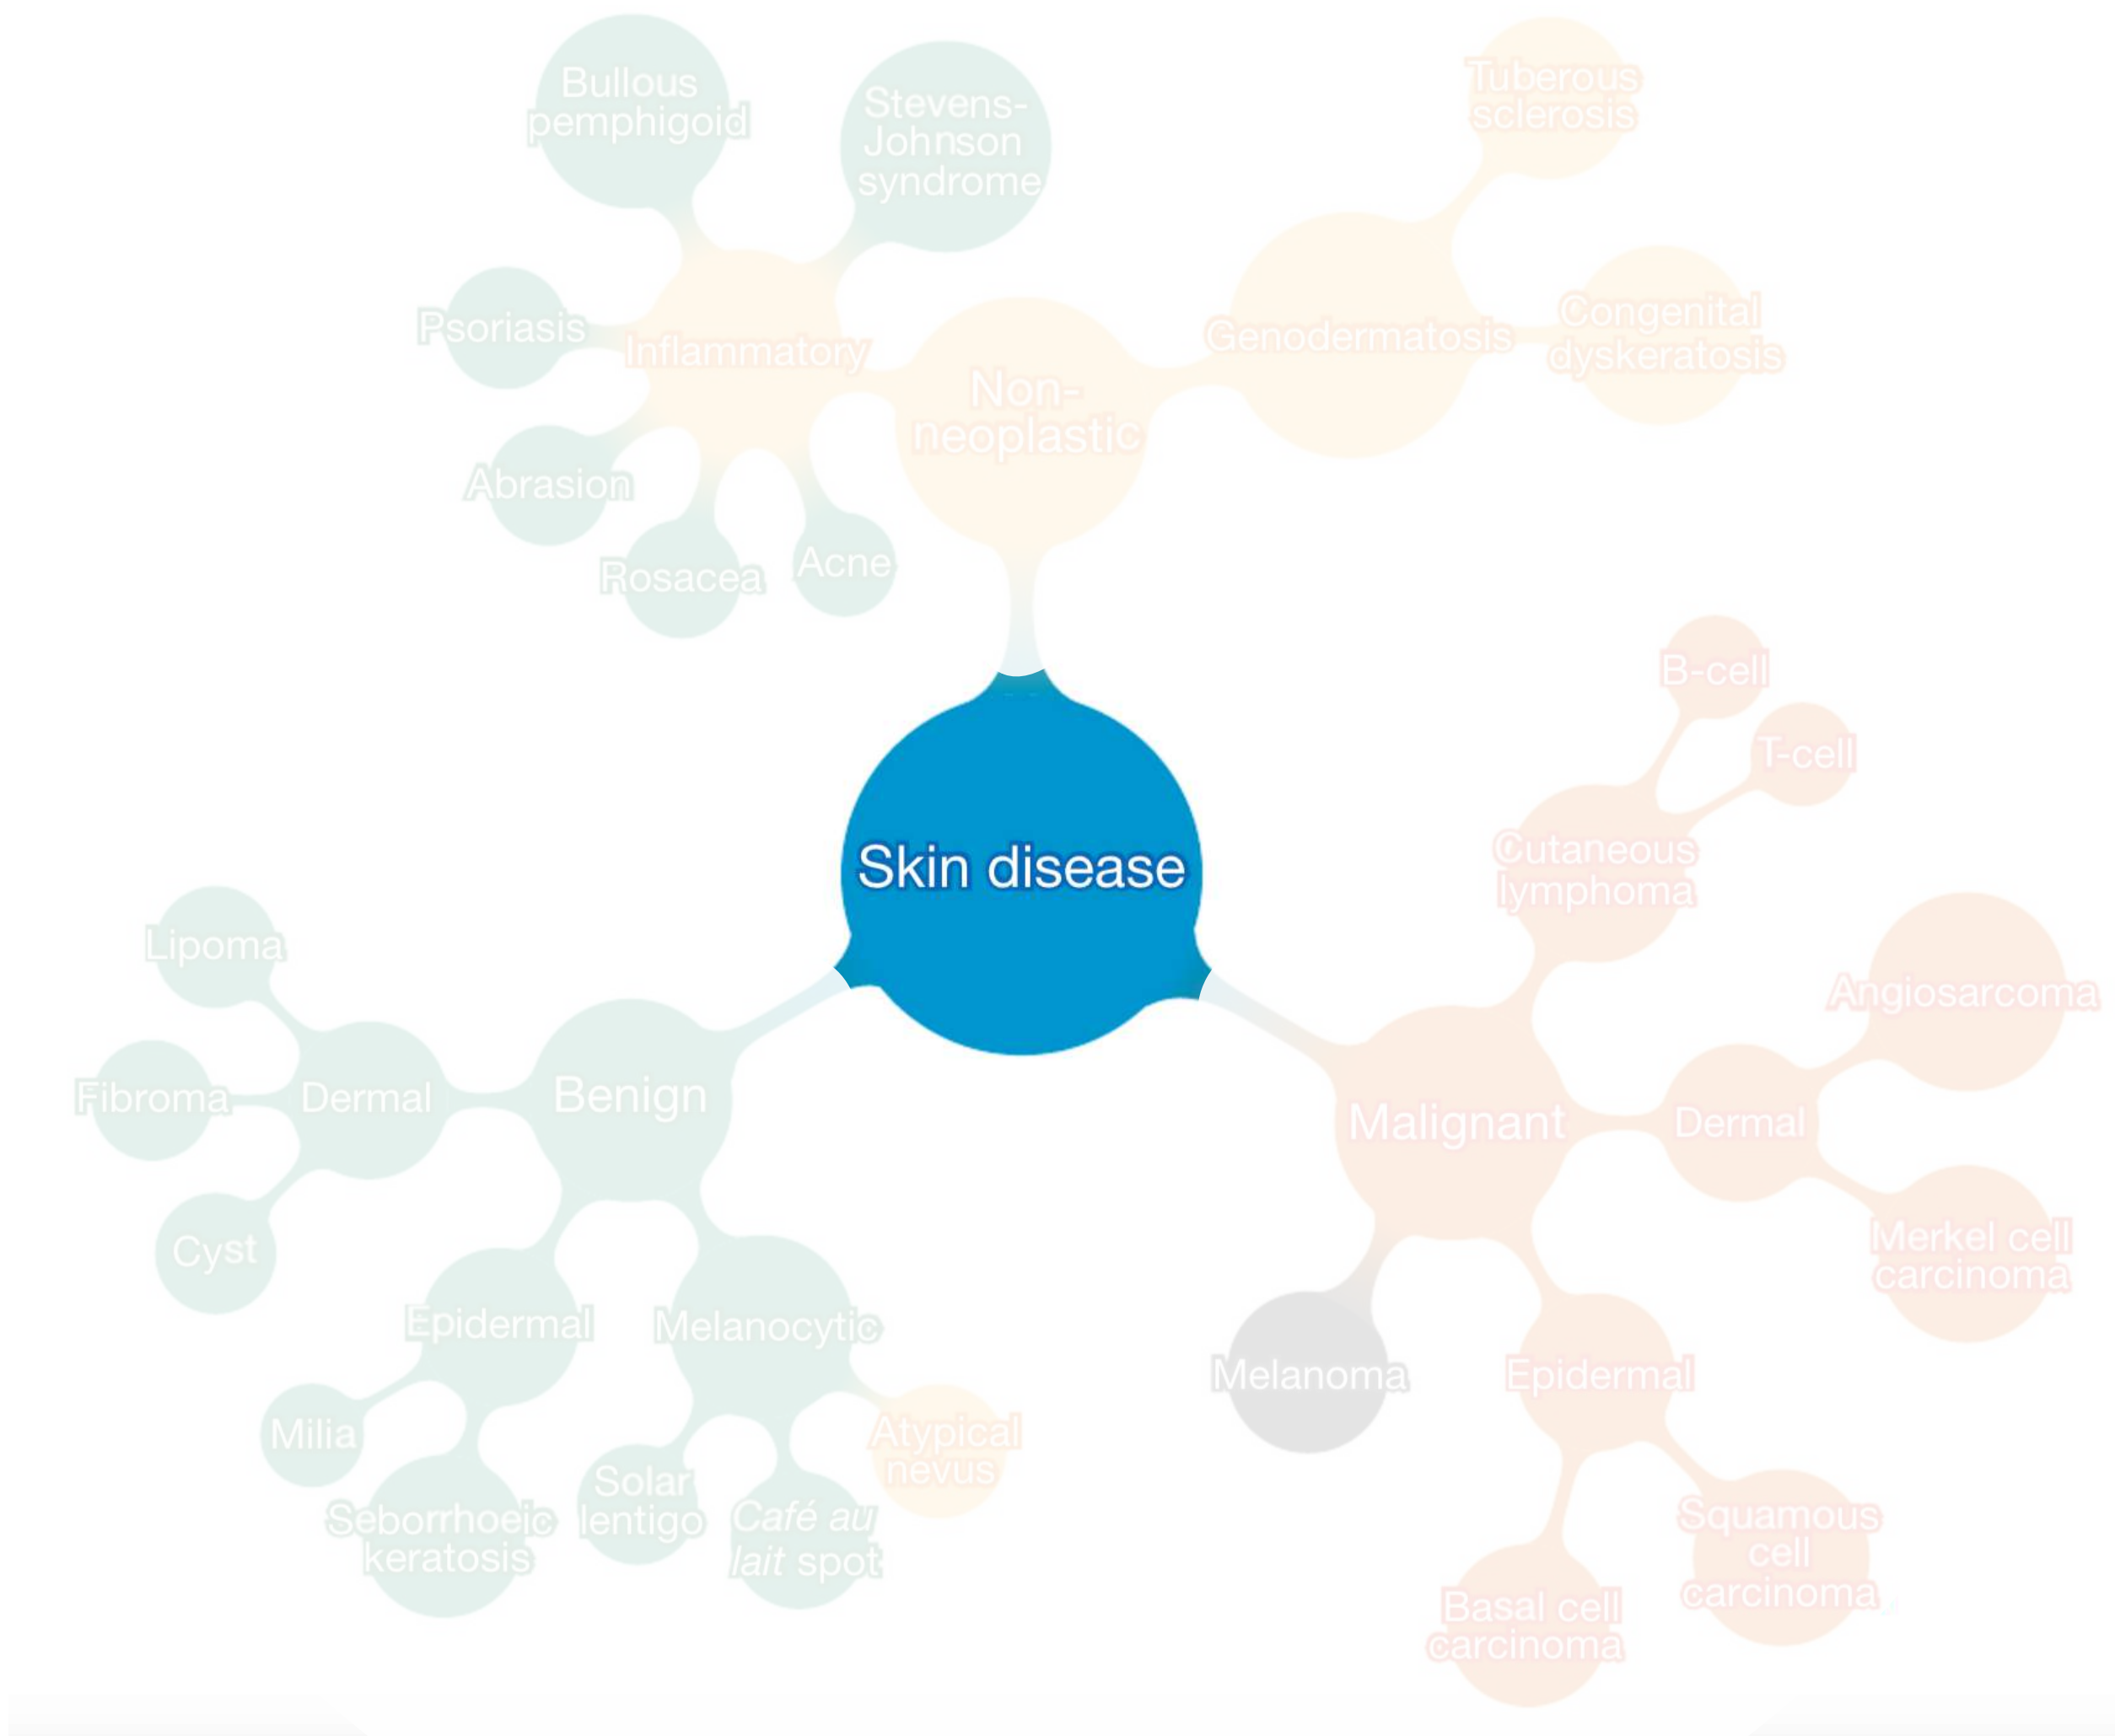 Bullous
pemphigoid
Stevens-
Johnson
syndrome
Tuberous
sclerosis
Psoriasis
Inflammatory
Non-
neoplastic
Genodermatosis
Congenital
dyskeratosis
Abrasion
Rosacea
Acne
B-cell
T-cell
Skin disease
Cutaneous
lymphoma
Lipoma
Angiosarcoma
Fibroma
Dermal
Benign
Malignant
Dermal
Cyst
Merkel cell
carcinoma
Epidermal
Melanocytic
Melanoma
Epidermal
Milia
Atypical
nevus
Seborrhoeic
keratosis
Solar
lentigo
Café au
lait spot
Squamous
cell
carcinoma
Basal cell
carcinoma